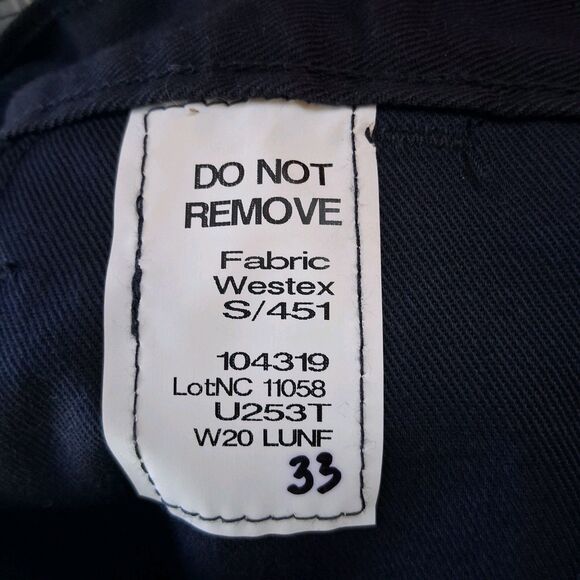 DO NOT
REMOVE
Fabric
Westex
S/451
104319
LotNC 11058
U253T
W20 LUNF
33